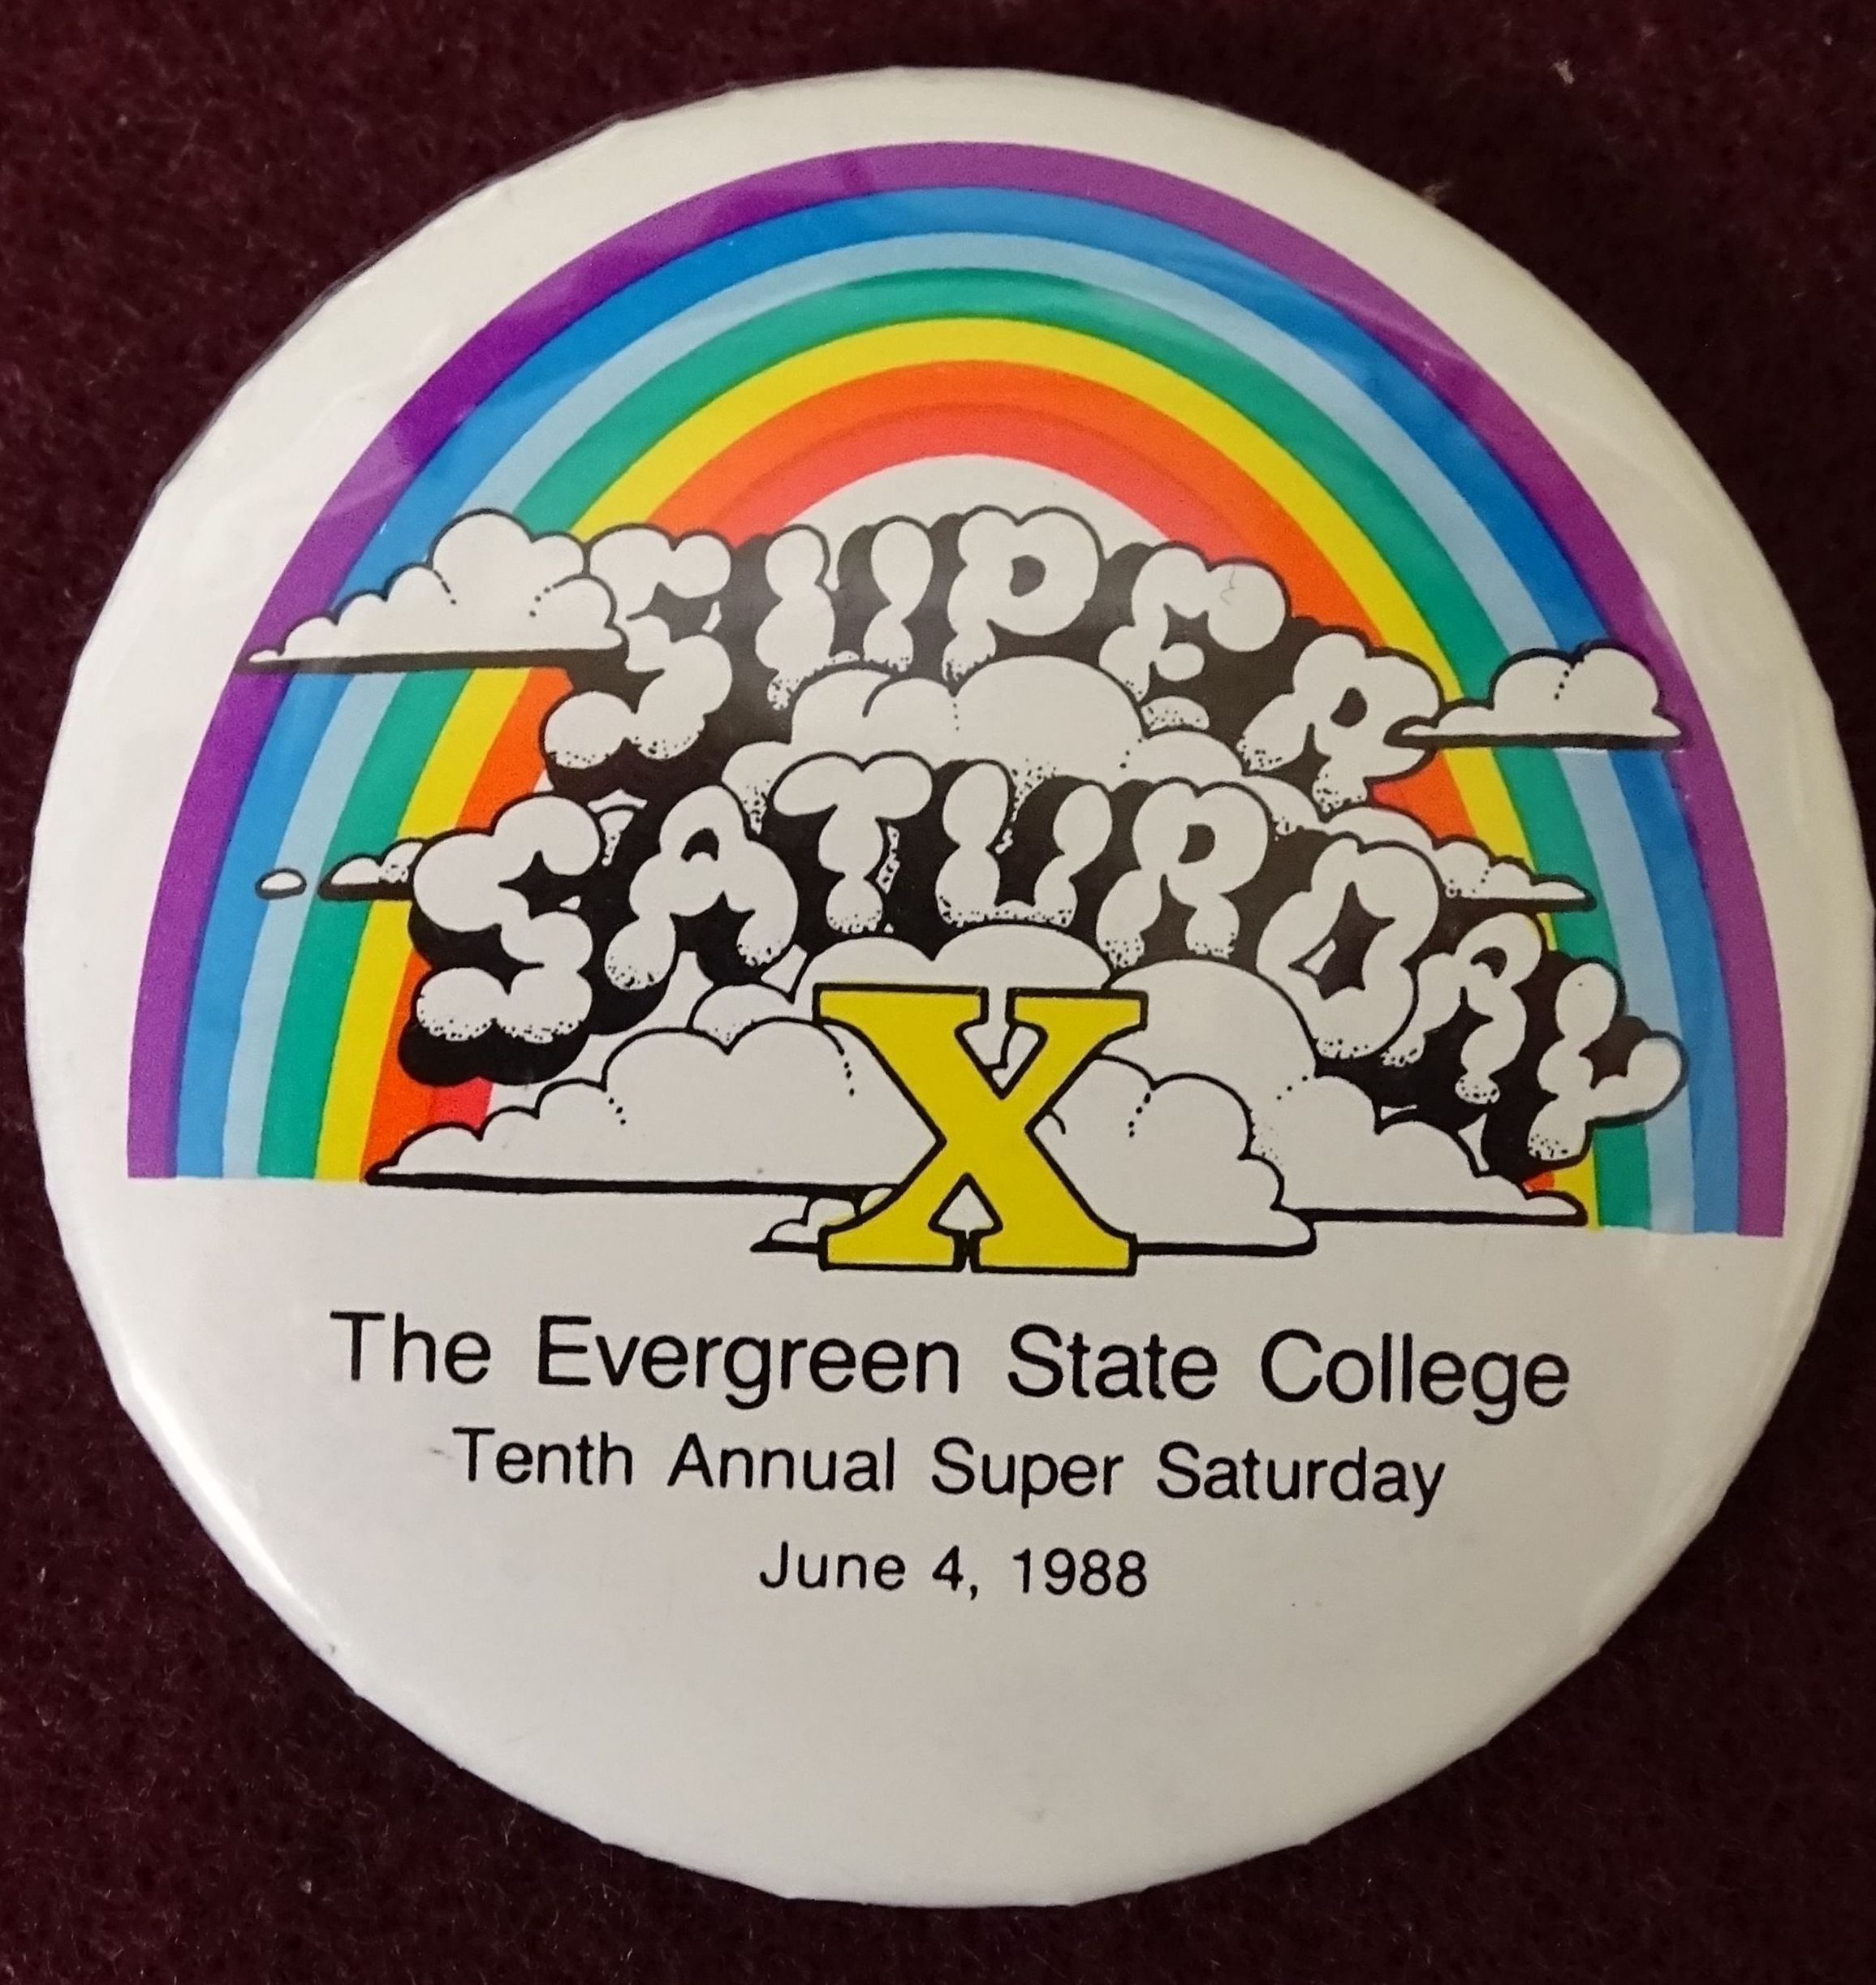 SUPER
SATURDAY
X
The Evergreen State College
Tenth Annual Super Saturday
June 4, 1988